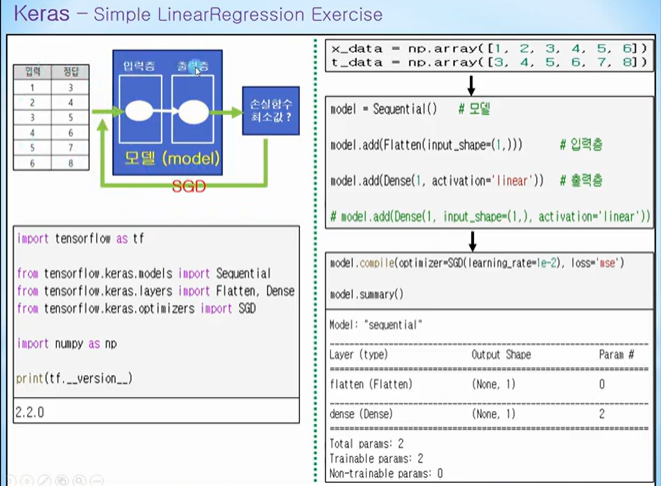 Keras – Simple LinearRegression Exercise
입력 정답
1 3
2 4
3 5
4 6
5 7
6 8
입력층 출력층
모델 (model)
손실함수
최소값 ?
SGD
import tensorflow as tf
from tensorflow.keras.models import Sequential
from tensorflow.keras.layers import Flatten, Dense
from tensorflow.keras.optimizers import SGD
import numpy as np
print(tf.__version__)
2.2.0
x_data = np.array([1, 2, 3, 4, 5, 6])
t_data = np.array([3, 4, 5, 6, 7, 8])
model = Sequential() # 모델
model.add(Flatten(input_shape=(1,))) # 입력층
model.add(Dense(1, activation='linear')) # 출력층
# model.add(Dense(1, input_shape=(1,), activation='linear'))
model.compile(optimizer=SGD(learning_rate=1e-2), loss='mse')
model.summary()
Model: "sequential"
Layer (type) Output Shape Param #
flatten (Flatten) (None, 1) 0
dense (Dense) (None, 1) 2
Total params: 2
Trainable params: 2
Non-trainable params: 0